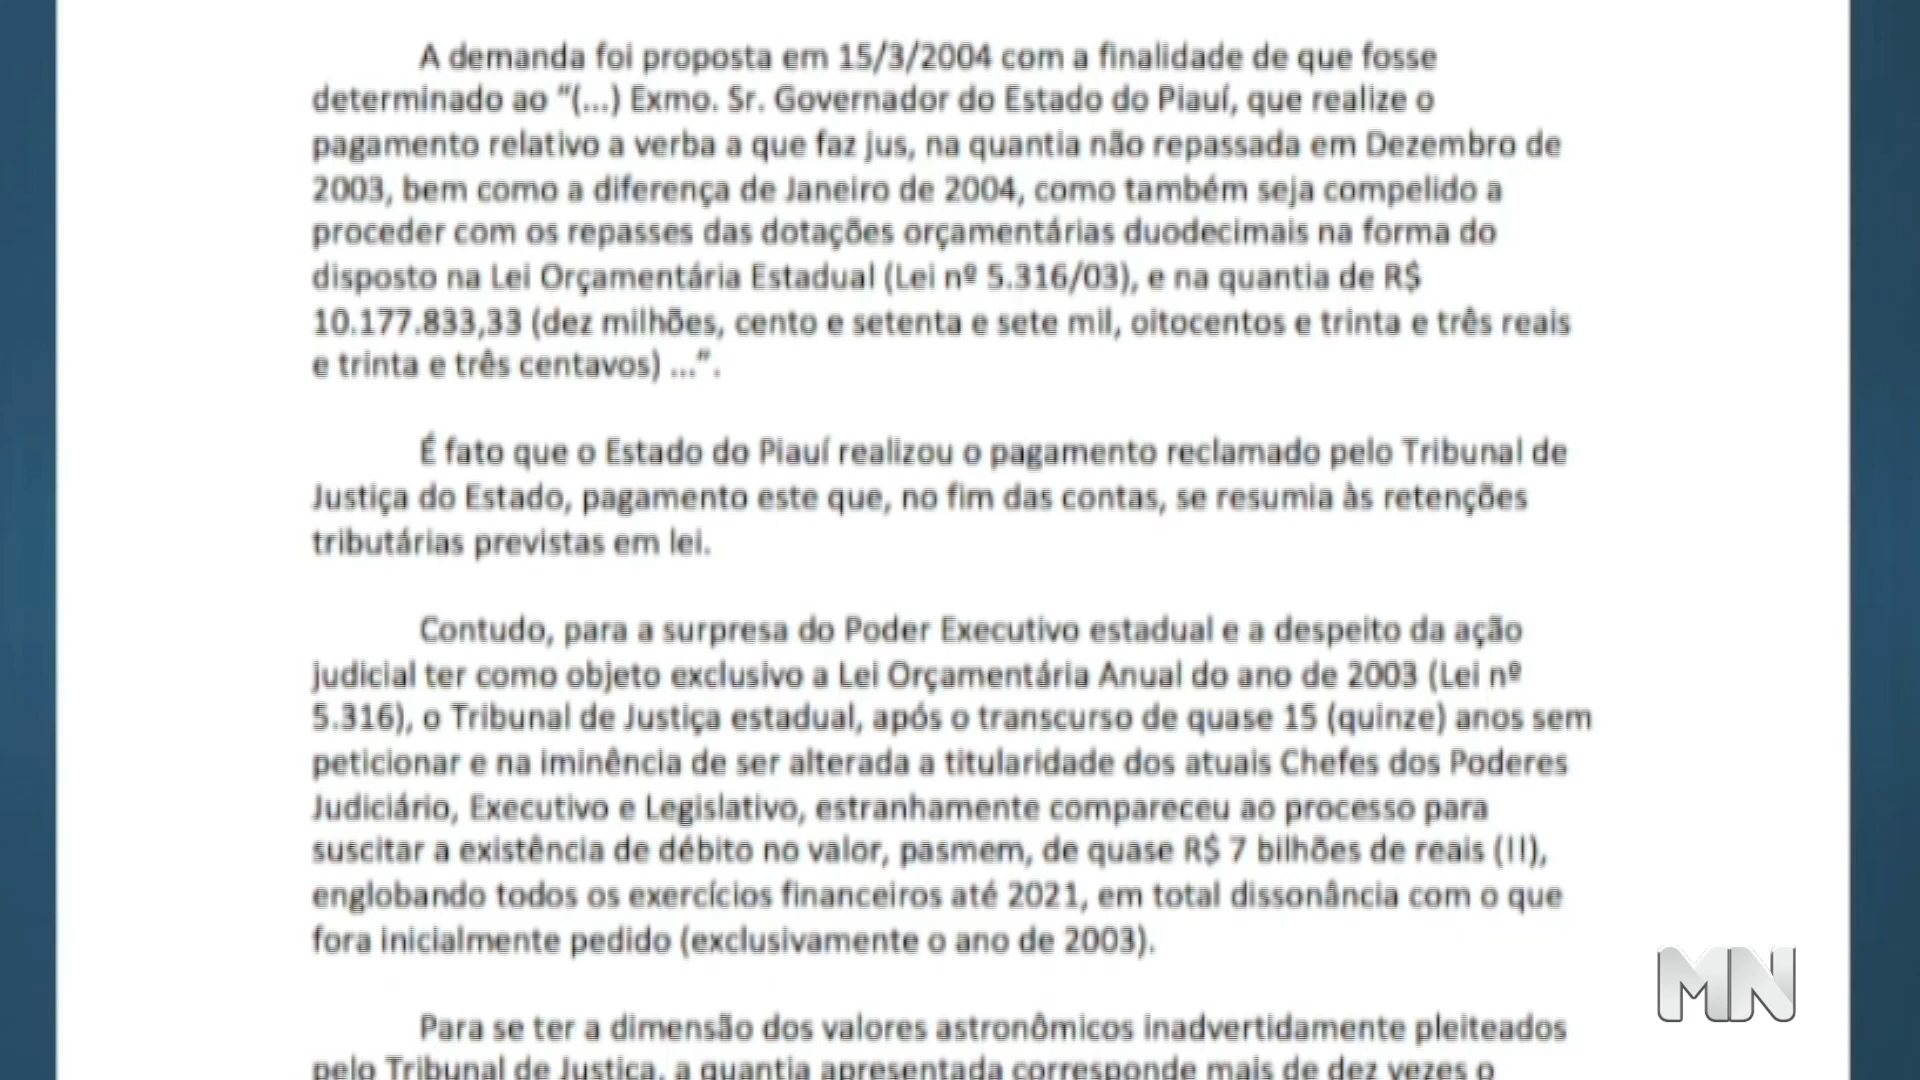 A demanda foi proposta em 15/3/2004 com a finalidade de que fosse
determinado ao “(...) Exmo. Sr. Governador do Estado do Piauí, que realize o
pagamento relativo a verba a que faz jus, na quantia não repassada em Dezembro de
2003, bem como a diferença de Janeiro de 2004, como também seja compelido a
proceder com os repasses das dotações orçamentárias duodecimais na forma do
disposto na Lei Orçamentária Estadual (Lei nº 5.316/03), e na quantia de R$
10.177.833,33 (dez milhões, cento e setenta e sete mil, oitocentos e trinta e três reais
e trinta e três centavos) ...”.
É fato que o Estado do Piauí realizou o pagamento reclamado pelo Tribunal de
Justiça do Estado, pagamento este que, no fim das contas, se resumia às retenções
tributárias previstas em lei.
Contudo, para a surpresa do Poder Executivo estadual e a despeito da ação
judicial ter como objeto exclusivo a Lei Orçamentária Anual do ano de 2003 (Lei nº
5.316), o Tribunal de Justiça estadual, após o transcurso de quase 15 (quinze) anos sem
peticionar e na iminência de ser alterada a titularidade dos atuais Chefes dos Poderes
Judiciário, Executivo e Legislativo, estranhamente compareceu ao processo para
suscitar a existência de débito no valor, pasmem, de quase R$ 7 bilhões de reais (!!),
englobando todos os exercícios financeiros até 2021, em total dissonância com o que
fora inicialmente pedido (exclusivamente o ano de 2003).
Para se ter a dimensão dos valores astronômicos inadvertidamente pleiteados
pelo Tribunal de Justiça, a quantia apresentada corresponde mais de dez vezes o
MN